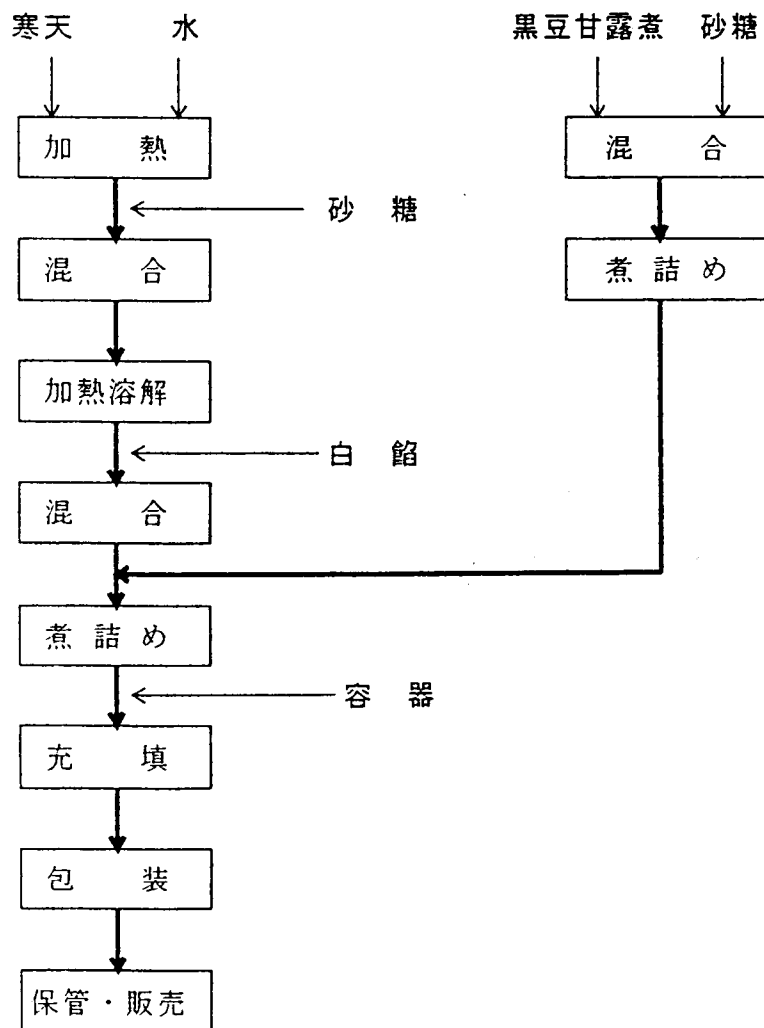 寒天 水 黒豆甘露煮 砂糖
加熱 混合
砂糖
混合 煮詰め
加熱溶解
白餡
混合
煮詰め
容器
充填
包装
保管・販売